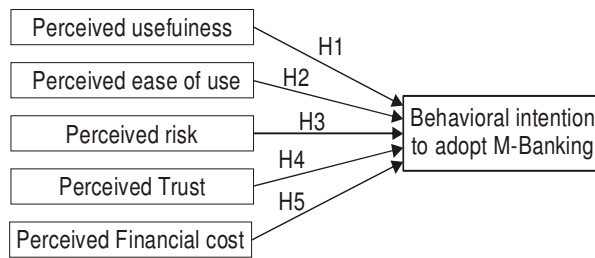 Perceived usefuiness
H1
Perceived ease of use
H2
Perceived risk
H3
Behavioral intention
to adopt M-Banking
Perceived Trust
H4
Perceived Financial cost
H5